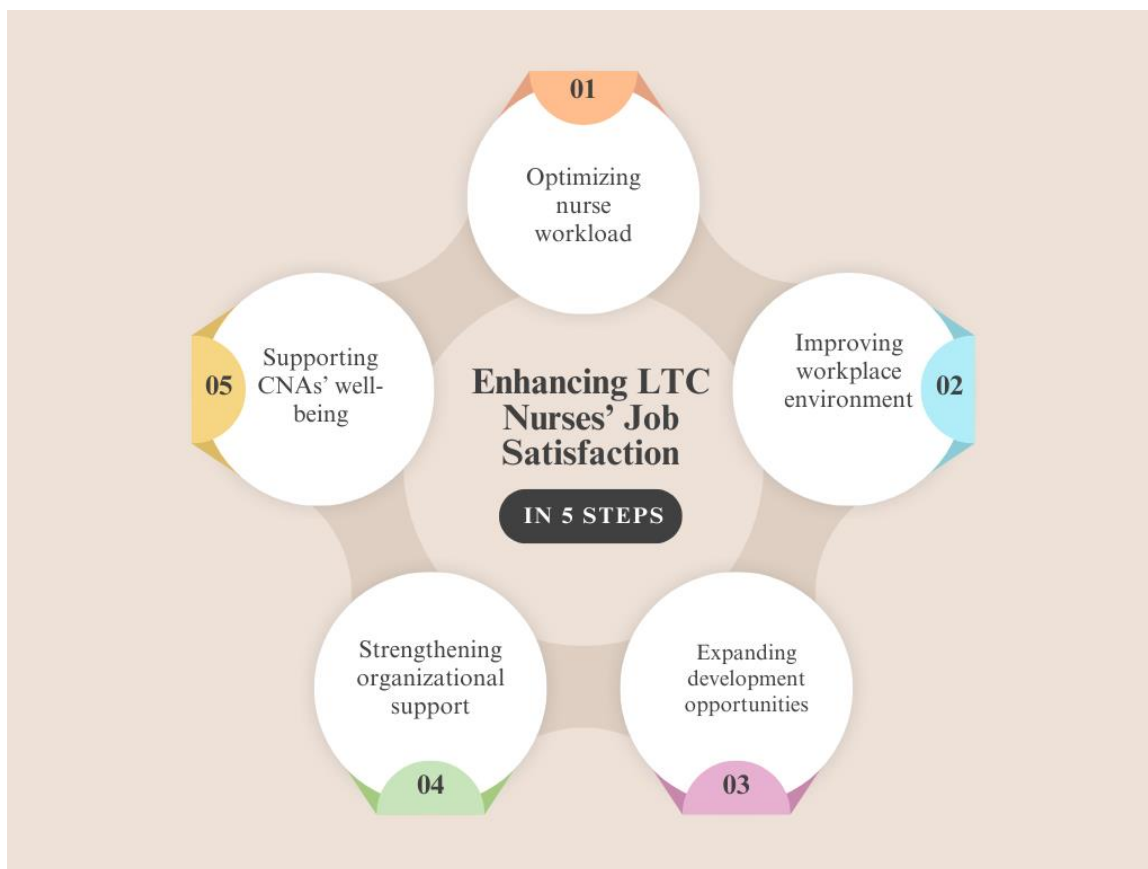 01
Optimizing
nurse
workload
Improving
workplace
environment
02
Expanding
development
opportunities
03
Strengthening
organizational
support
04
Supporting
CNAs’ well-
being
05
Enhancing LTC
Nurses’ Job
Satisfaction
IN 5 STEPS